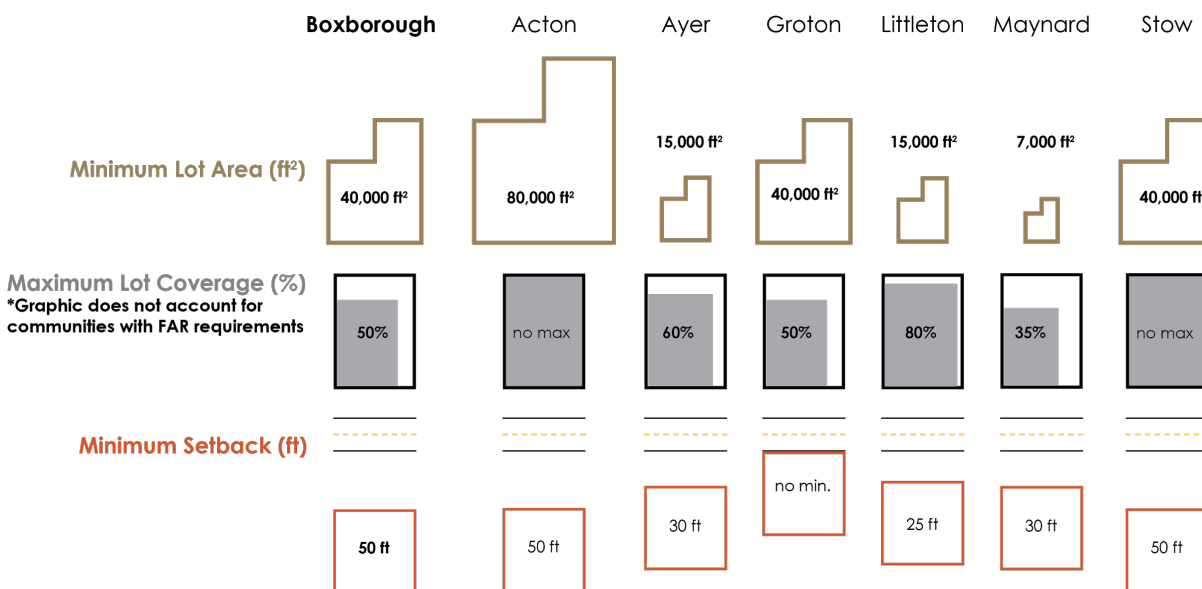 Boxborough Acton Ayer Groton Littleton Maynard Stow
15,000 ft² 15,000 ft² 7,000 ft²
Minimum Lot Area (ft²)
40,000 ft² 80,000 ft² 40,000 ft² 40,000 ft
Maximum Lot Coverage (%)
*Graphic does not account for
communities with FAR requirements
50% no max 60% 50% 80% 35% no max
Minimum Setback (ft)
no min.
30 ft 25 ft 30 ft
50 ft 50 ft 50 ft